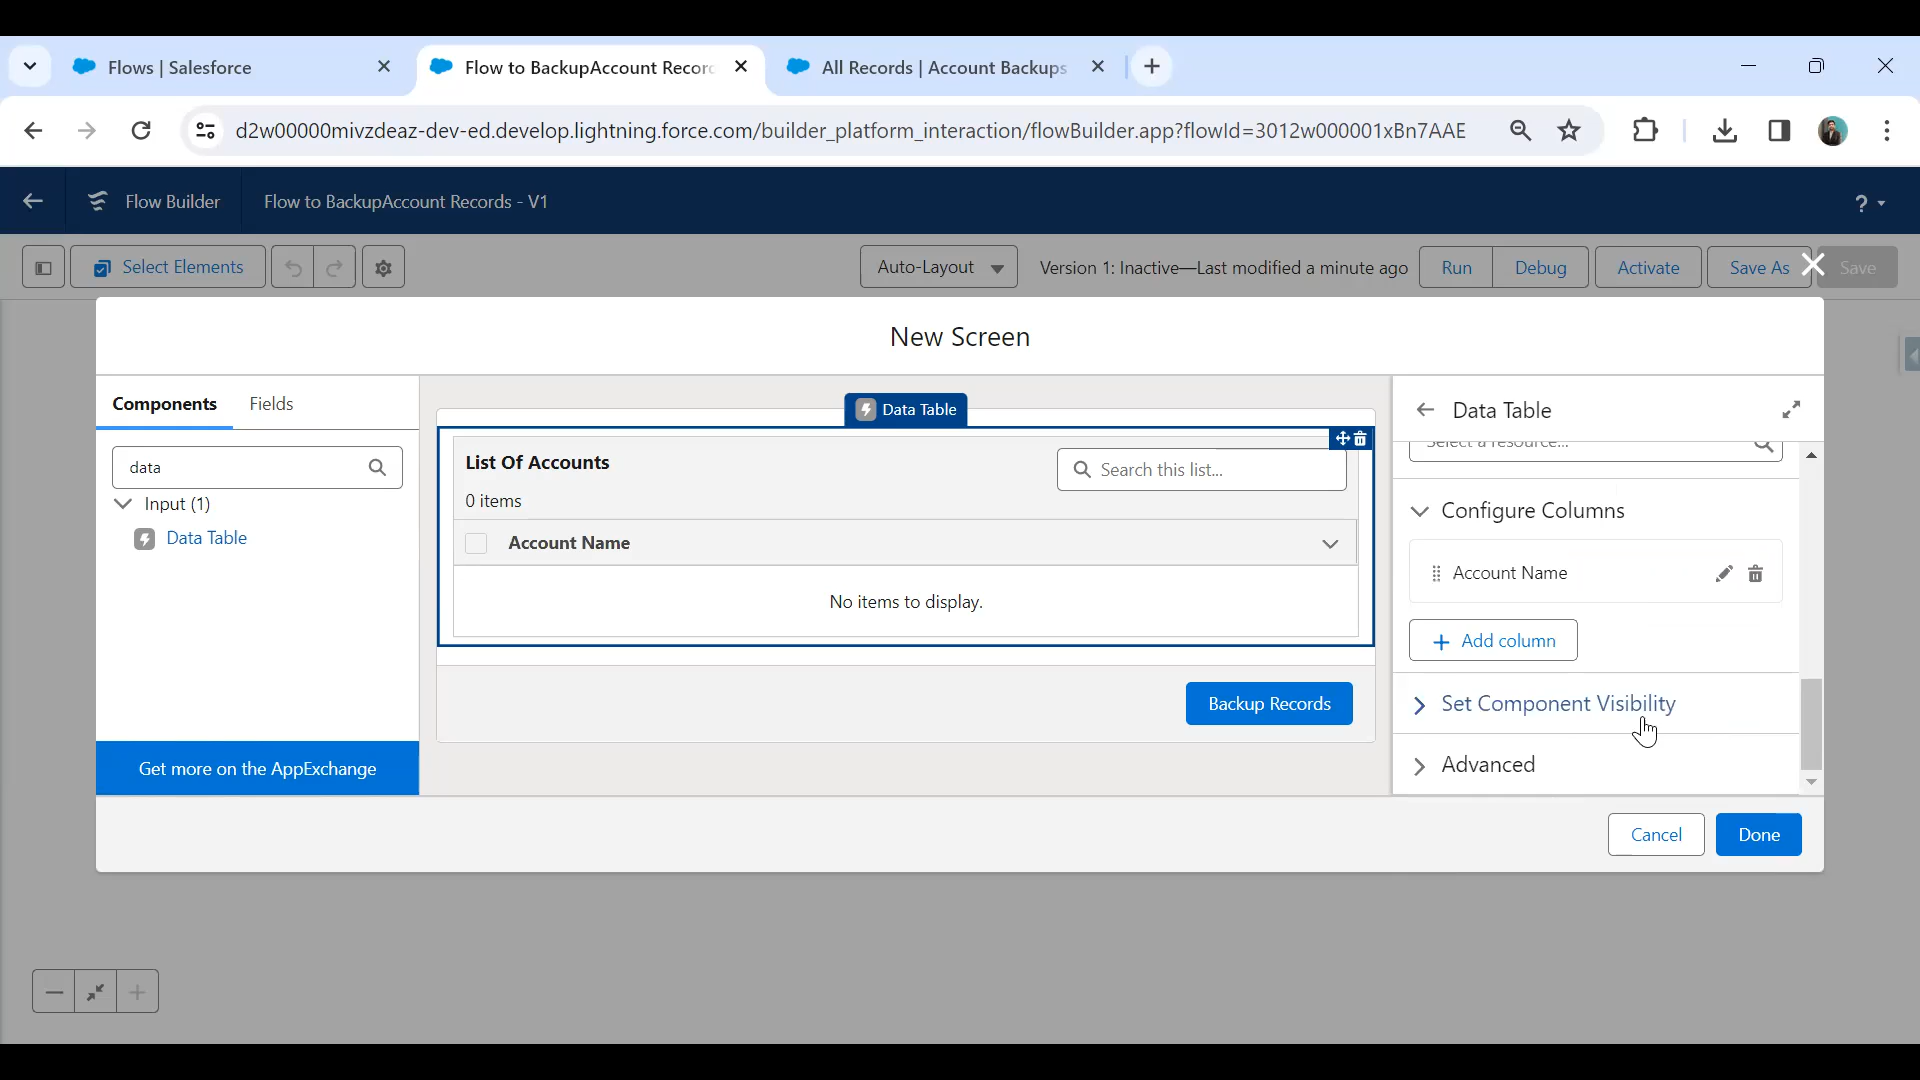 Flows | Salesforce
Flow to BackupAccount Recor
All Records | Account Backups
d2w00000mivzdeaz-dev-ed.develop.lightning.force.com/builder_platform_interaction/flowBuilder.app?flowId=3012w000001xBn7AAE
Flow Builder
Flow to BackupAccount Records - V1
?
Select Elements
Auto-Layout
Version 1: Inactive—Last modified a minute ago
Run
Debug
Activate
Save As
Save
New Screen
Components
Fields
data
Input (1)
Data Table
Get more on the AppExchange
Data Table
List Of Accounts
Search this list...
0 items
Account Name
No items to display.
Backup Records
Data Table
Select a resource...
Configure Columns
Account Name
Add column
Set Component Visibility
Advanced
Cancel
Done